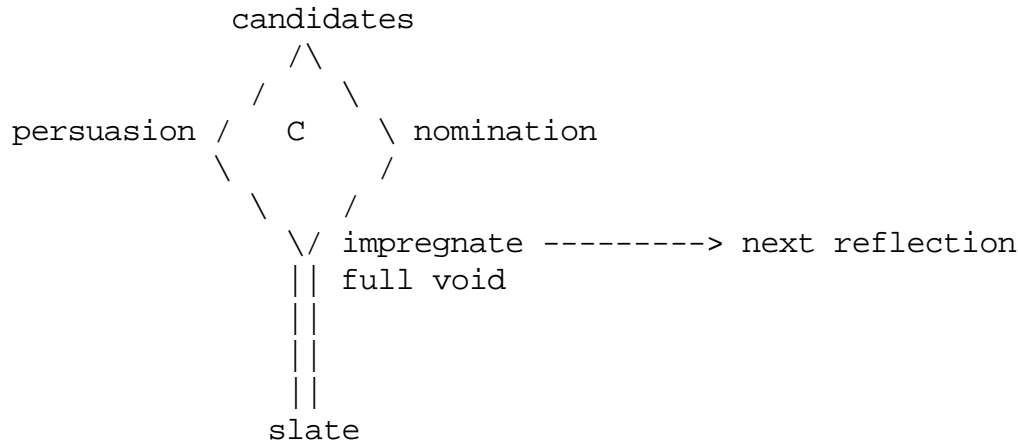 candidates
persuasion C nomination
impregnate ---------> next reflection
full void
slate